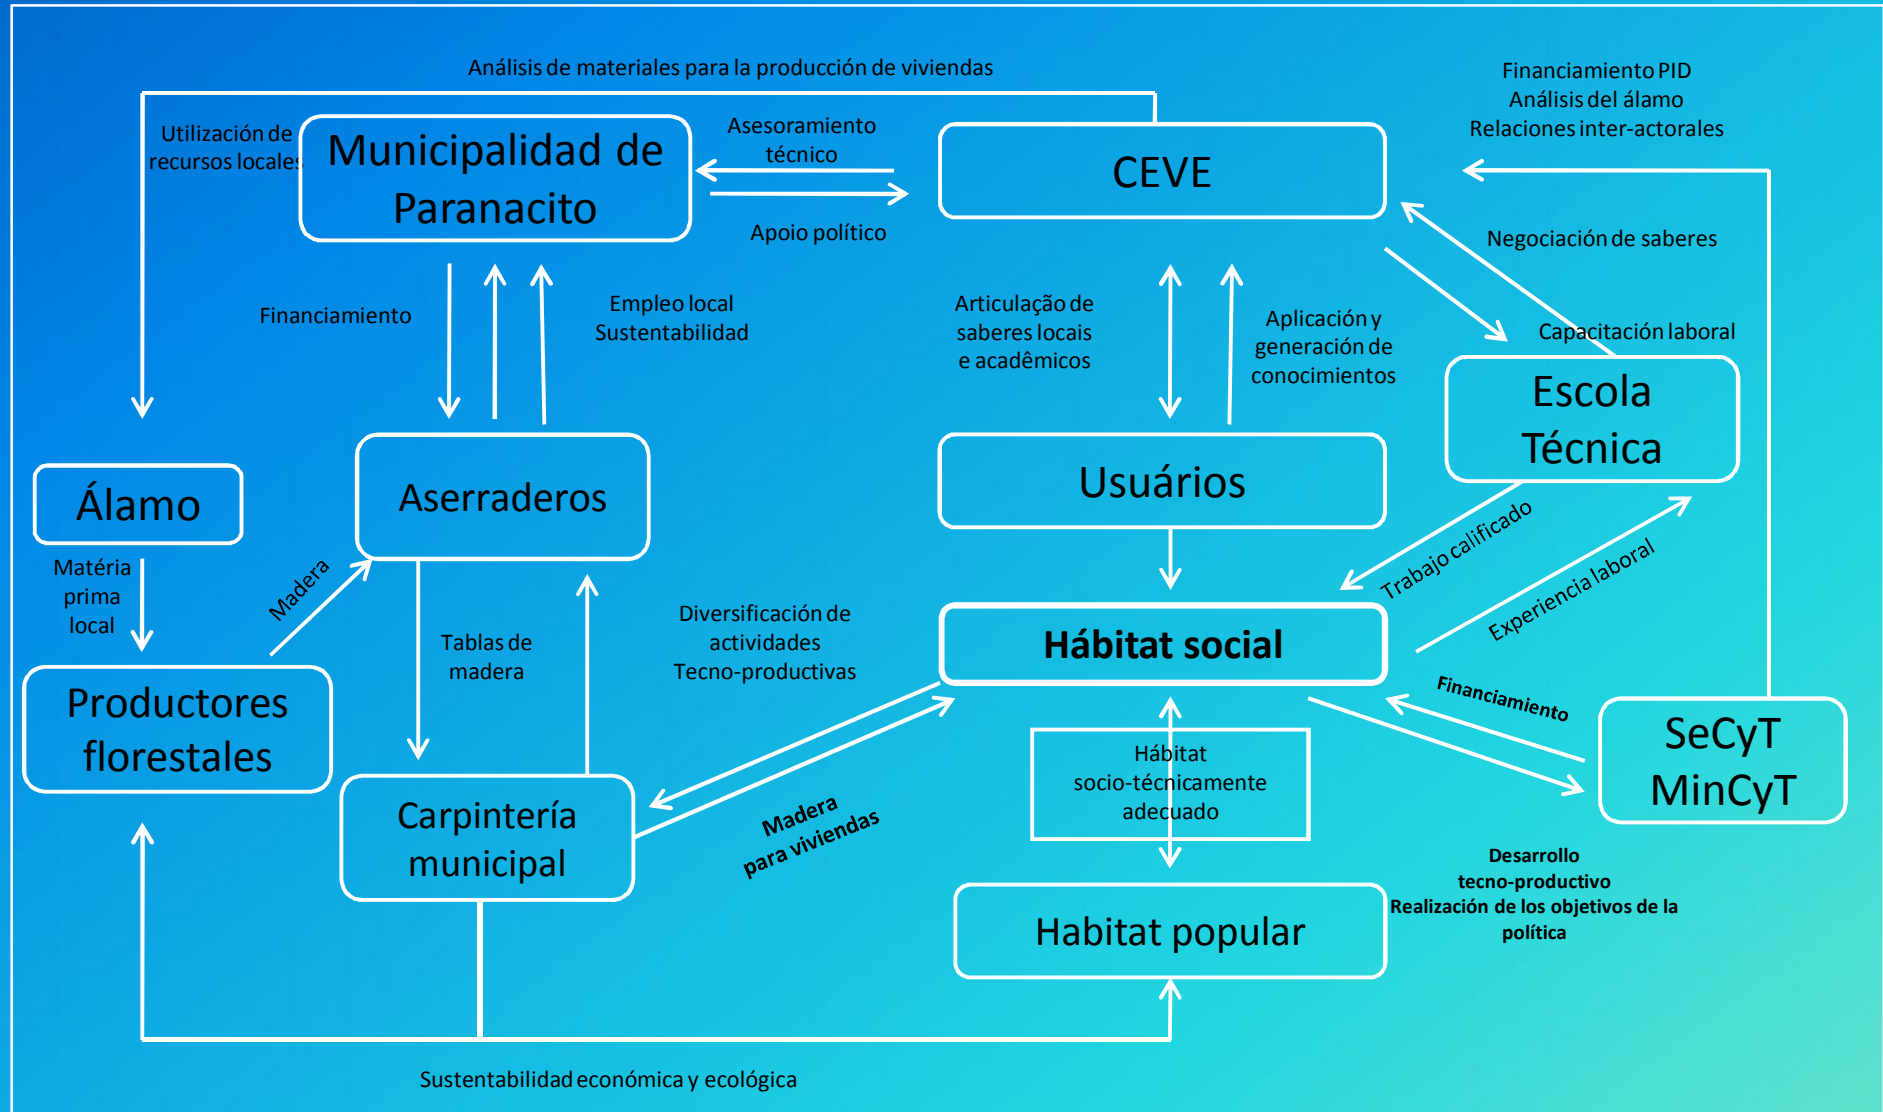 Análisis de materiales para la producción de viviendas
Financiamiento PID
Análisis del álamo
Relaciones inter-actorales
Utilización de
recursos locales
Municipalidad de
Paranacito
Asesoramiento
técnico
CEVE
Apoio político
Negociación de saberes
Financiamiento
Empleo local
Sustentabilidad
Articulação de
saberes locais
e acadêmicos
Aplicación y
generación de
conocimientos
Capacitación laboral
Escola
Técnica
Álamo
Aserraderos
Usuários
Matéria
prima
local
Madera
Trabajo calificado
Experiencia laboral
Tablas de
madera
Diversificación de
actividades
Tecno-productivas
Hábitat social
Productores
florestales
Financiamiento
SeCyT
MinCyT
Hábitat
socio-técnicamente
adecuado
Carpintería
municipal
Madera
para viviendas
Desarrollo
tecno-productivo
Realización de los objetivos de la
política
Habitat popular
Sustentabilidad económica y ecológica